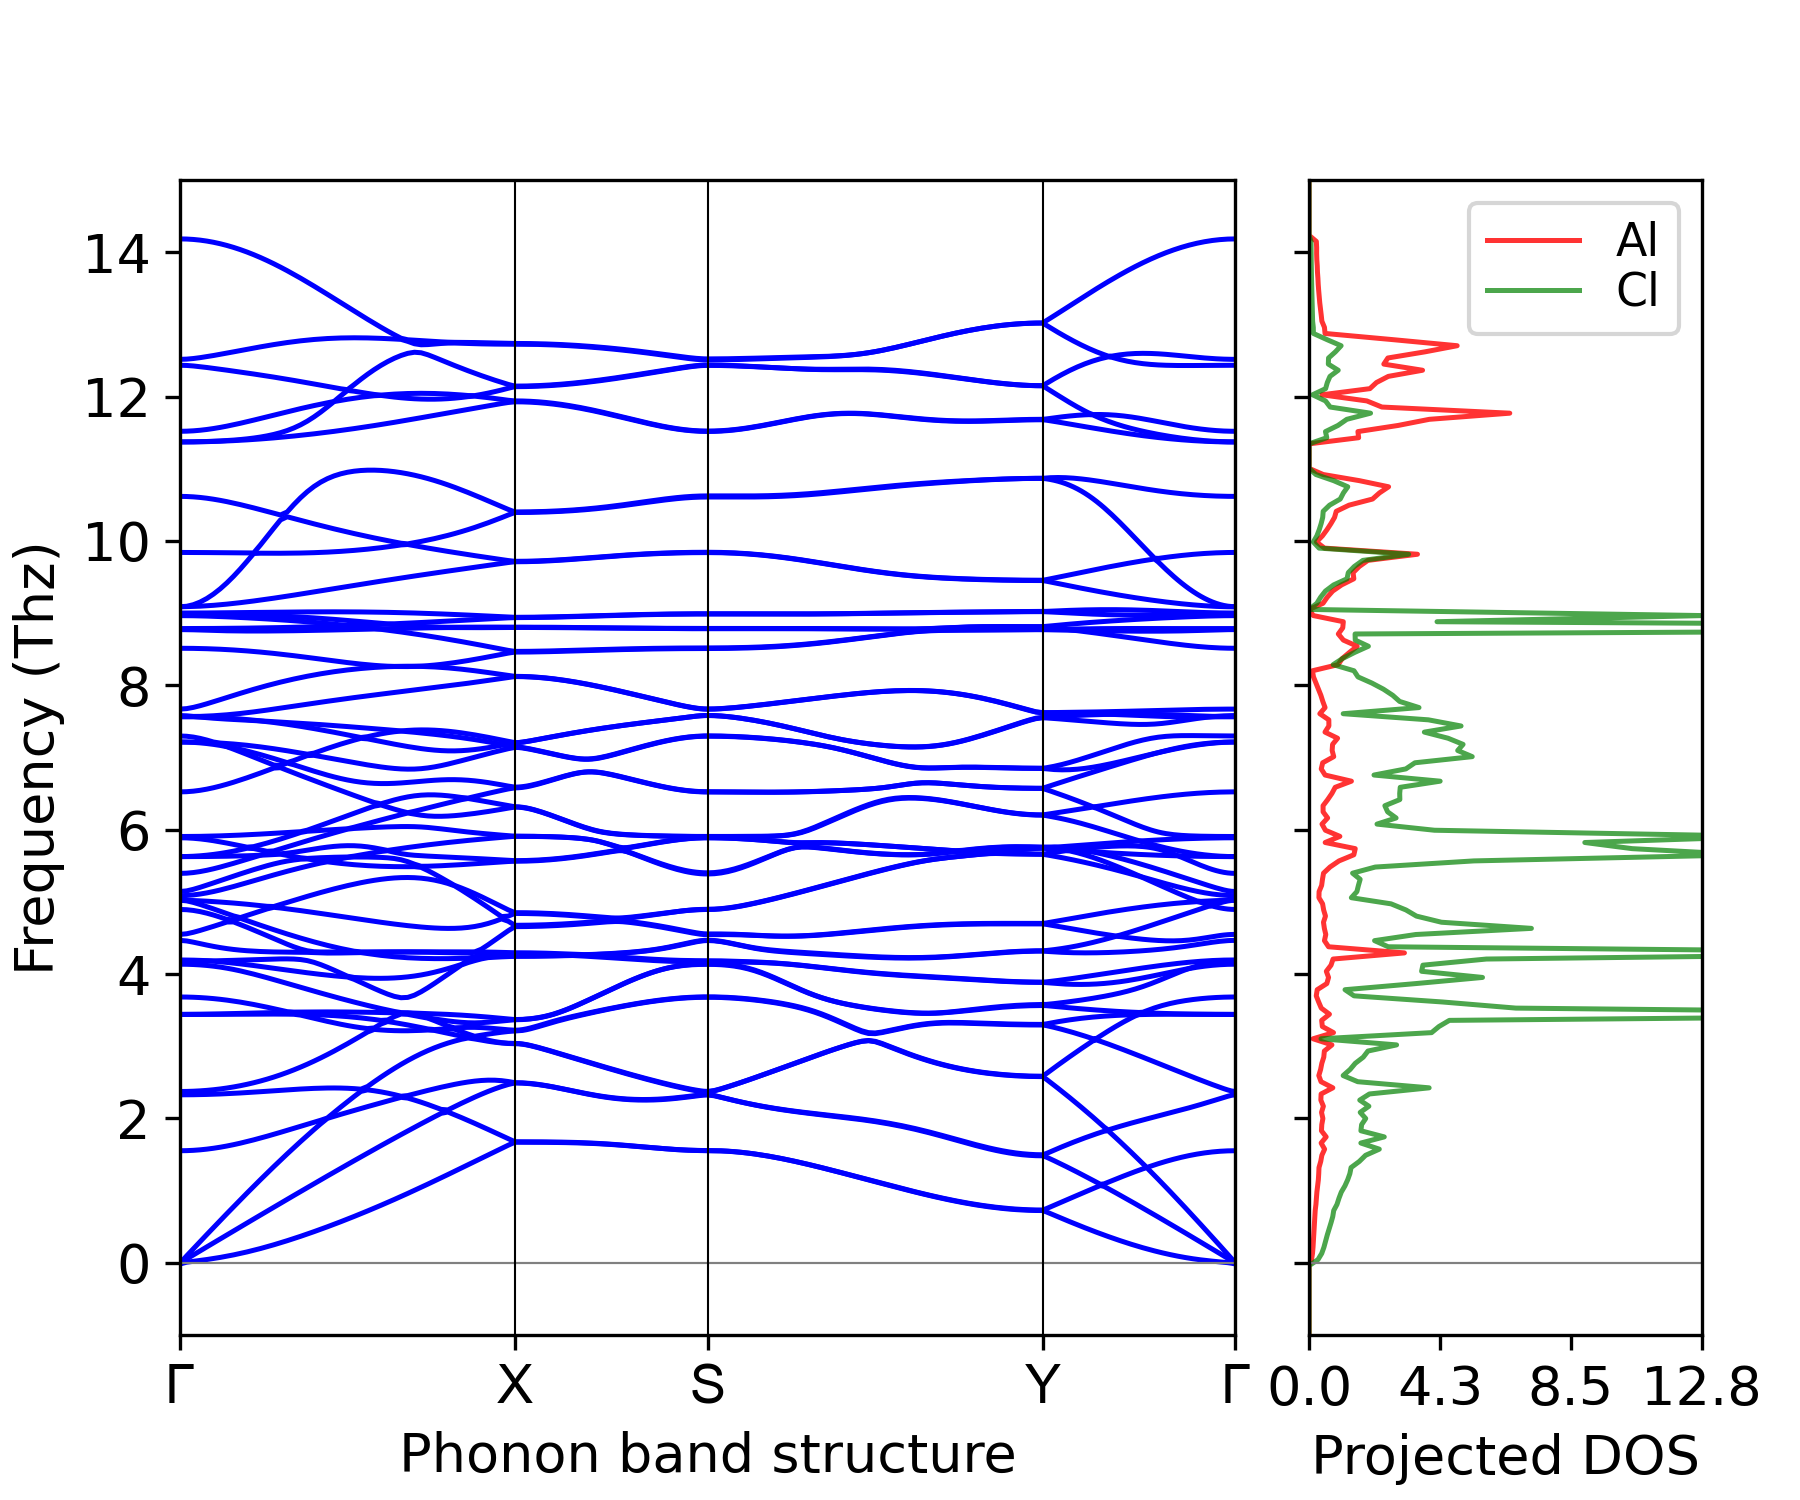 Al
Cl
14
12
10
8
6
4
2
0
Frequency (Thz)
Γ X S Y Γ
0.0 4.3 8.5 12.8
Phonon band structure
Projected DOS